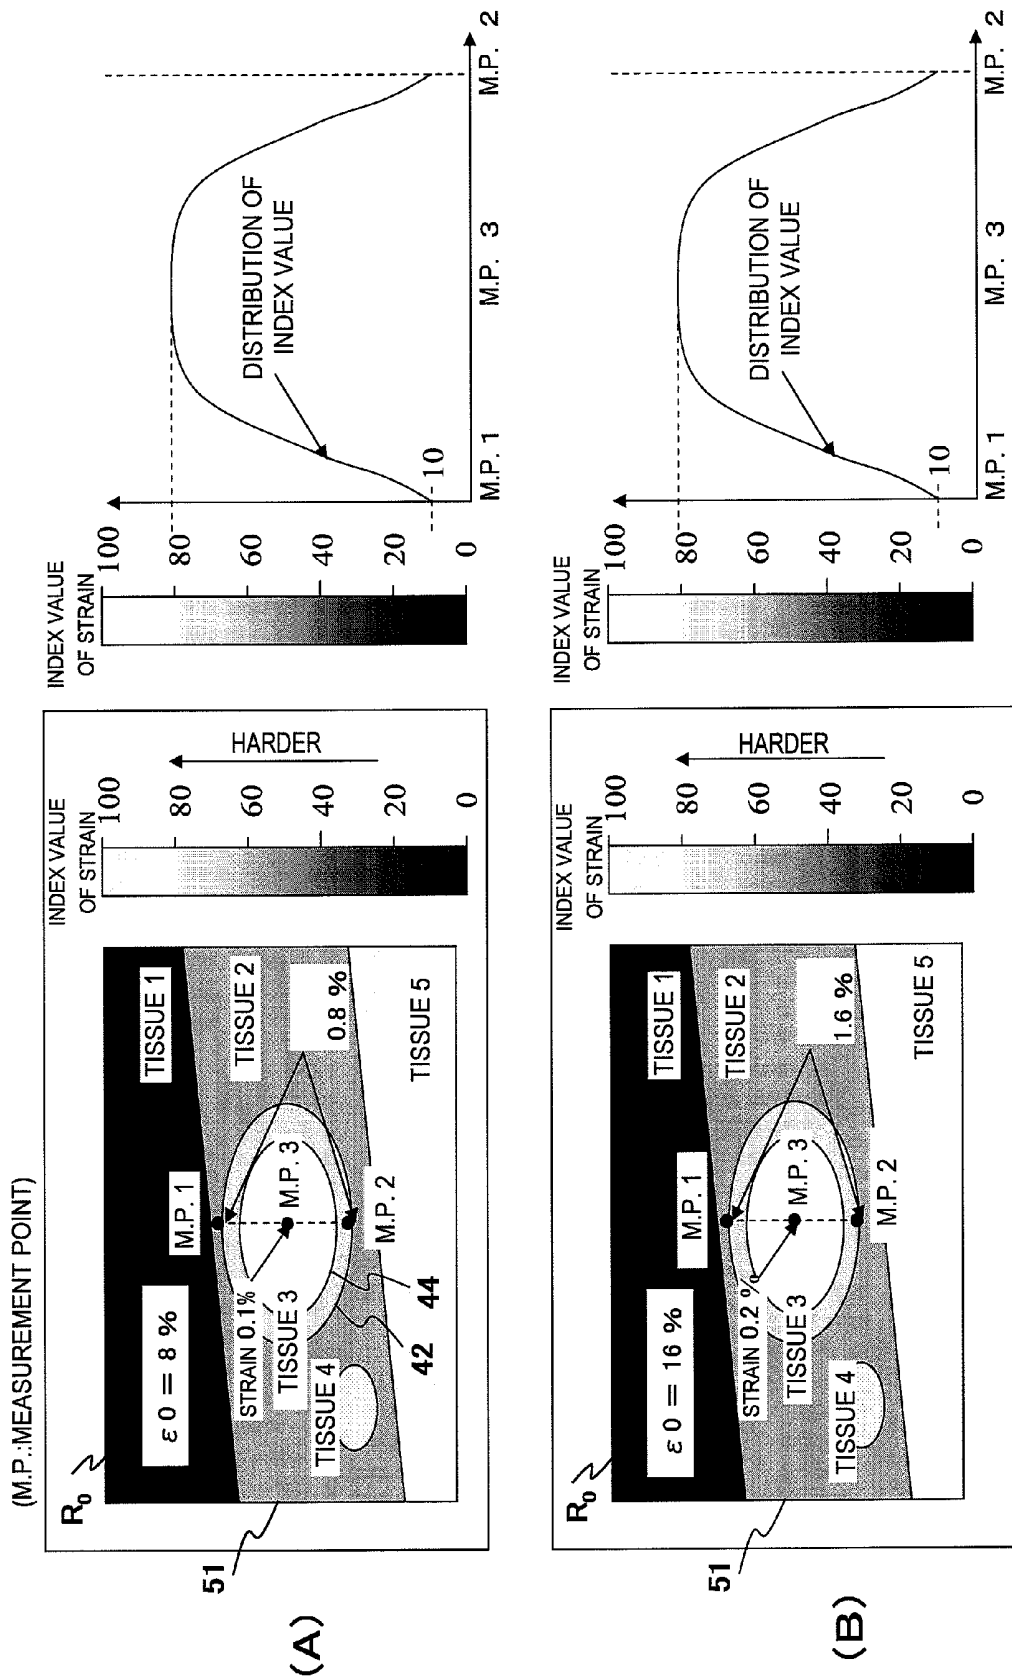 (M.P.:MEASUREMENT POINT)
(A)
51
R0
ε0 = 8 %
M.P. 1
TISSUE 1
STRAIN 0.1%
TISSUE 2
TISSUE 3
M.P. 3
0.8 %
TISSUE 4
M.P. 2
TISSUE 5
42
44
INDEX VALUE
OF STRAIN
100
80
60
40
20
0
HARDER
INDEX VALUE
OF STRAIN
100
80
60
40
20
0
10
DISTRIBUTION OF
INDEX VALUE
M.P. 1
M.P. 3
M.P. 2
(B)
51
R0
ε0 = 16 %
M.P. 1
TISSUE 1
STRAIN 0.2 %
TISSUE 2
TISSUE 3
M.P. 3
1.6 %
TISSUE 4
M.P. 2
TISSUE 5
INDEX VALUE
OF STRAIN
100
80
60
40
20
0
HARDER
INDEX VALUE
OF STRAIN
100
80
60
40
20
0
10
DISTRIBUTION OF
INDEX VALUE
M.P. 1
M.P. 3
M.P. 2